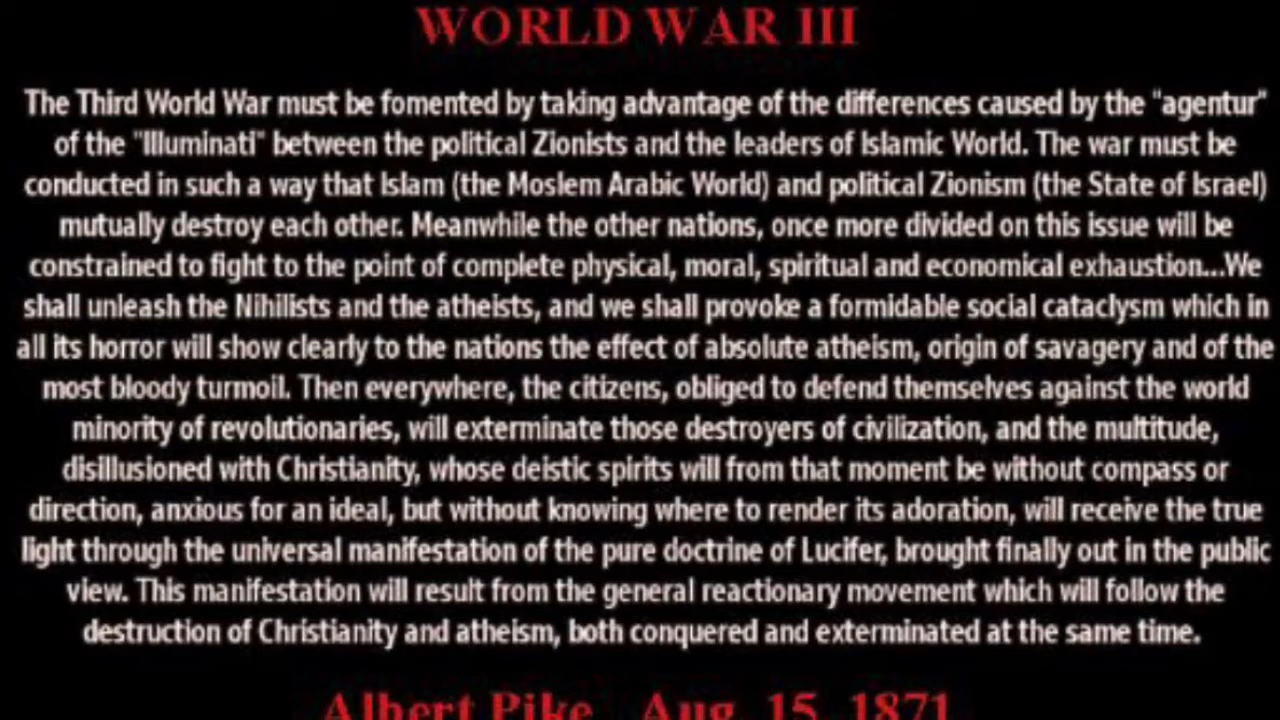 WORLD WAR III
The Third World War must be fomented by taking advantage of the differences caused by the "agentur"
of the "Illuminati" between the political Zionists and the leaders of Islamic World. The war must be
conducted in such a way that Islam (the Moslem Arabic World) and political Zionism (the State of Israel)
mutually destroy each other. Meanwhile the other nations, once more divided on this issue will be
constrained to fight to the point of complete physical, moral, spiritual and economical exhaustion...We
shall unleash the Nihilists and the atheists, and we shall provoke a formidable social cataclysm which in
all its horror will show clearly to the nations the effect of absolute atheism, origin of savagery and of the
most bloody turmoil. Then everywhere, the citizens, obliged to defend themselves against the world
minority of revolutionaries, will exterminate those destroyers of civilization, and the multitude,
disillusioned with Christianity, whose deistic spirits will from that moment be without compass or
direction, anxious for an ideal, but without knowing where to render its adoration, will receive the true
light through the universal manifestation of the pure doctrine of Lucifer, brought finally out in the public
view. This manifestation will result from the general reactionary movement which will follow the
destruction of Christianity and atheism, both conquered and exterminated at the same time.
Albert Pike Aug. 15, 1871